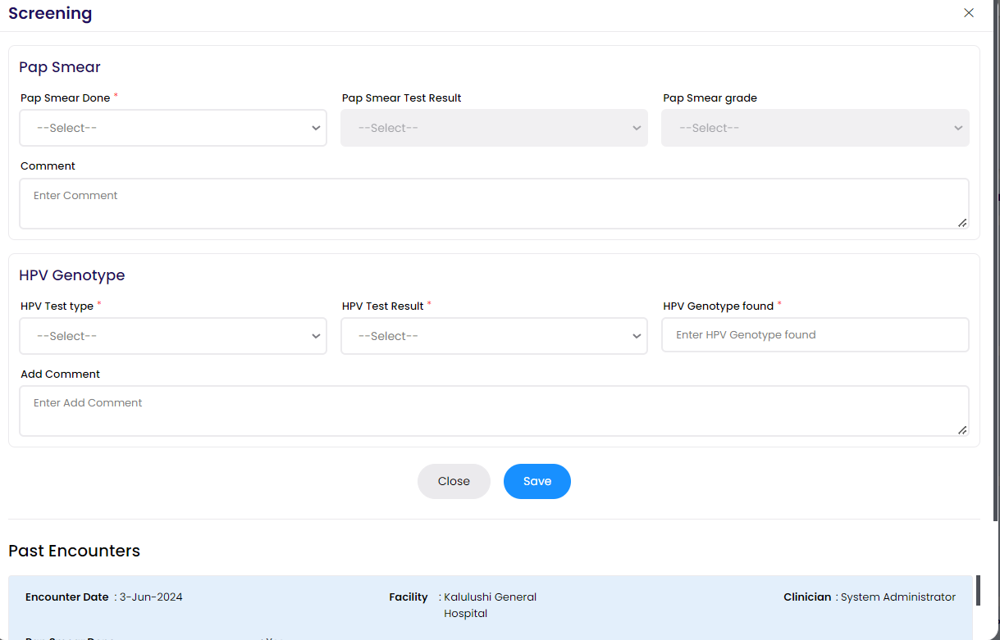 Screening
Pap Smear
Pap Smear Done *
Pap Smear Test Result
Pap Smear grade
--Select--
--Select--
--Select--
Comment
Enter Comment
HPV Genotype
HPV Test type *
HPV Test Result *
HPV Genotype found *
--Select--
--Select--
Enter HPV Genotype found
Add Comment
Enter Add Comment
Close
Save
Past Encounters
Encounter Date : 3-Jun-2024
Facility : Kalulushi General
Hospital
Clinician : System Administrator